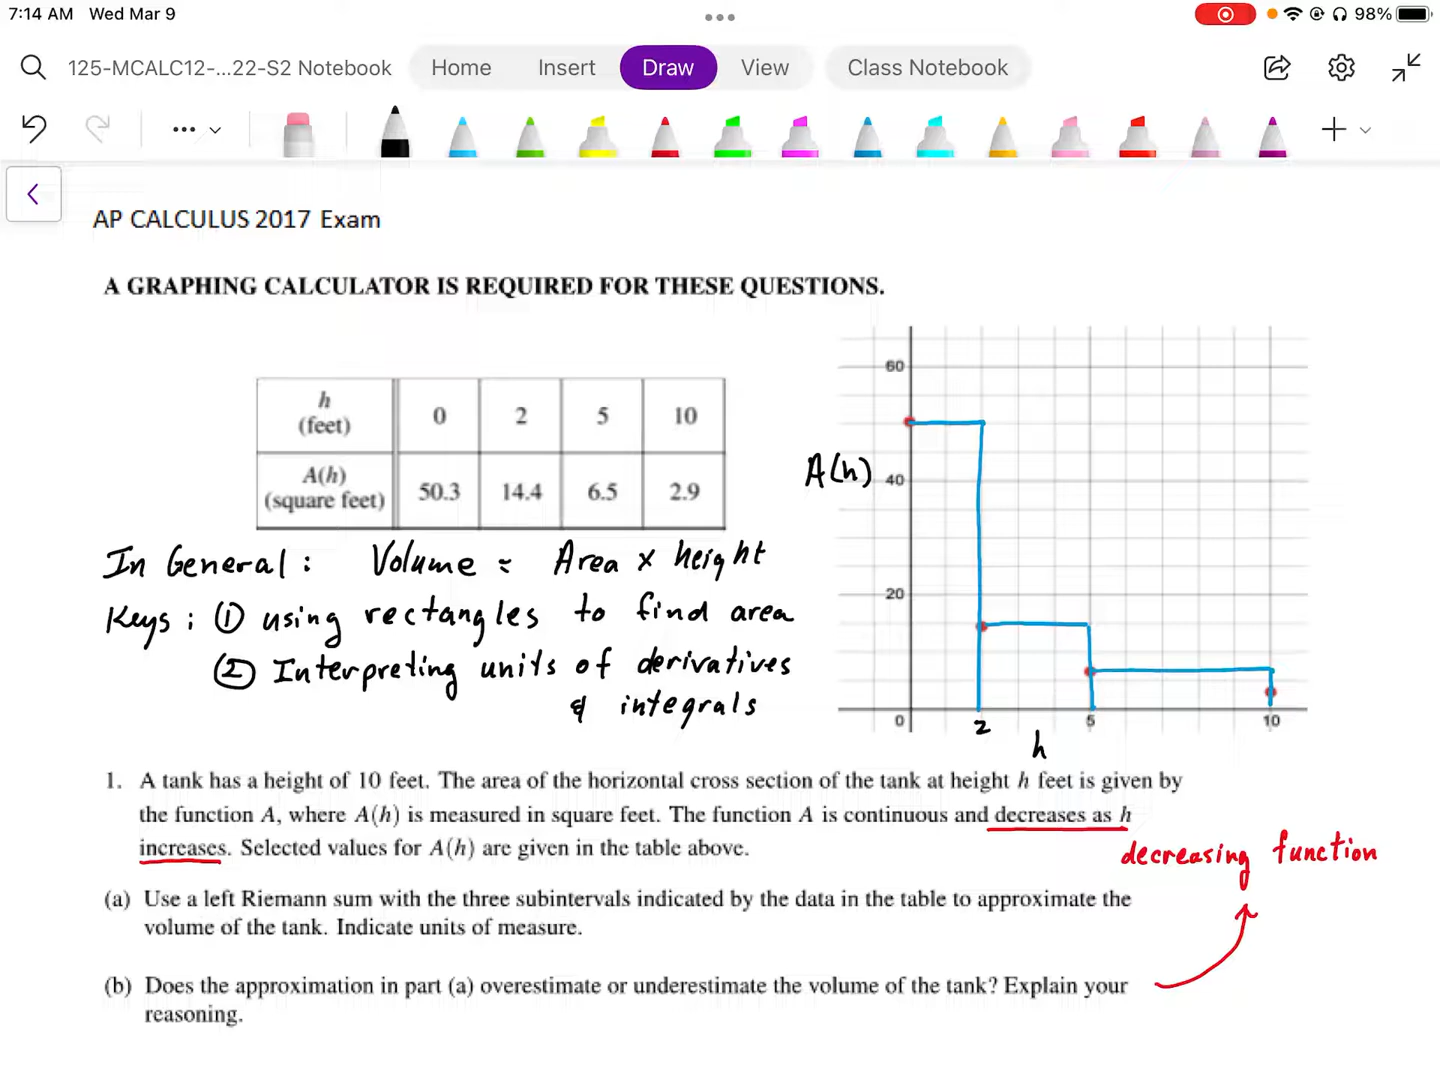 7:14 AM Wed Mar 9
98%
125-MCALC12-...22-S2 Notebook Home Insert Draw View Class Notebook
AP CALCULUS 2017 Exam
A GRAPHING CALCULATOR IS REQUIRED FOR THESE QUESTIONS.
h (feet) 0 2 5 10
A(h) (square feet) 50.3 14.4 6.5 2.9
60
A(h) 40
20
0 2 5 10
h
In General : Volume = Area × height
Keys : ① using rectangles to find area
② Interpreting units of derivatives
& integrals
1. A tank has a height of 10 feet. The area of the horizontal cross section of the tank at height h feet is given by
the function A, where A(h) is measured in square feet. The function A is continuous and decreases as h
increases. Selected values for A(h) are given in the table above.
decreasing function
(a) Use a left Riemann sum with the three subintervals indicated by the data in the table to approximate the
volume of the tank. Indicate units of measure.
(b) Does the approximation in part (a) overestimate or underestimate the volume of the tank? Explain your
reasoning.